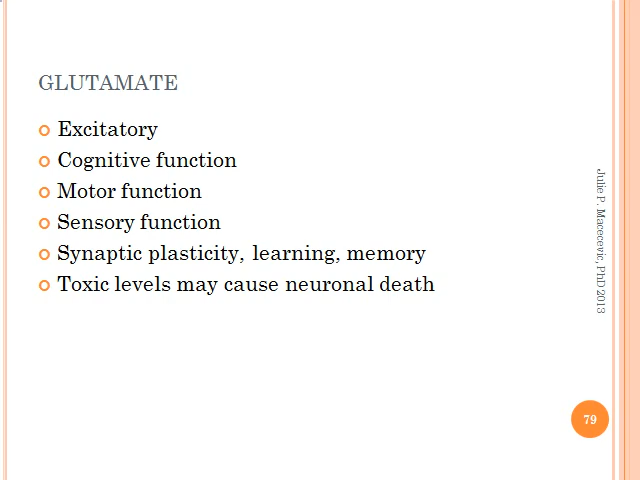 GLUTAMATE
Excitatory
Cognitive function
Motor function
Sensory function
Synaptic plasticity, learning, memory
Toxic levels may cause neuronal death
Julie P. Macecevic, PhD 2013
79